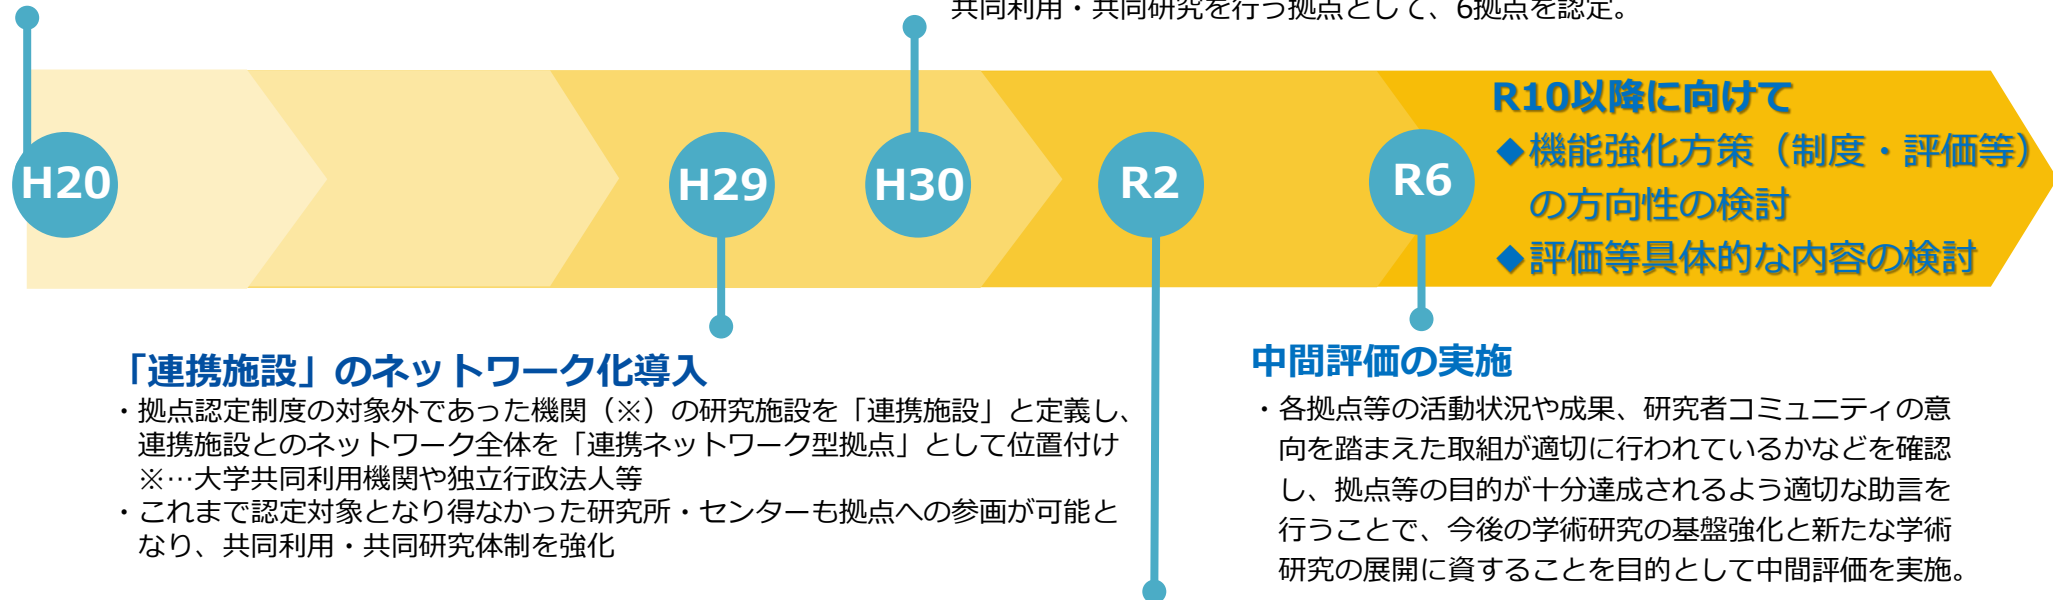 共同利用・共同研究を行う拠点として、6拠点を認定。
H20
H29
H30
R2
R6
R10以降に向けて
◆機能強化方策（制度・評価等）
の方向性の検討
◆評価等具体的な内容の検討
「連携施設」のネットワーク化導入
・拠点認定制度の対象外であった機関（※）の研究施設を「連携施設」と定義し、
連携施設とのネットワーク全体を「連携ネットワーク型拠点」として位置付け
※…大学共同利用機関や独立行政法人等
・これまで認定対象となり得なかった研究所・センターも拠点への参画が可能と
なり、共同利用・共同研究体制を強化
中間評価の実施
・各拠点等の活動状況や成果、研究者コミュニティの意
向を踏まえた取組が適切に行われているかなどを確認
し、拠点等の目的が十分達成されるよう適切な助言を
行うことで、今後の学術研究の基盤強化と新たな学術
研究の展開に資することを目的として中間評価を実施。